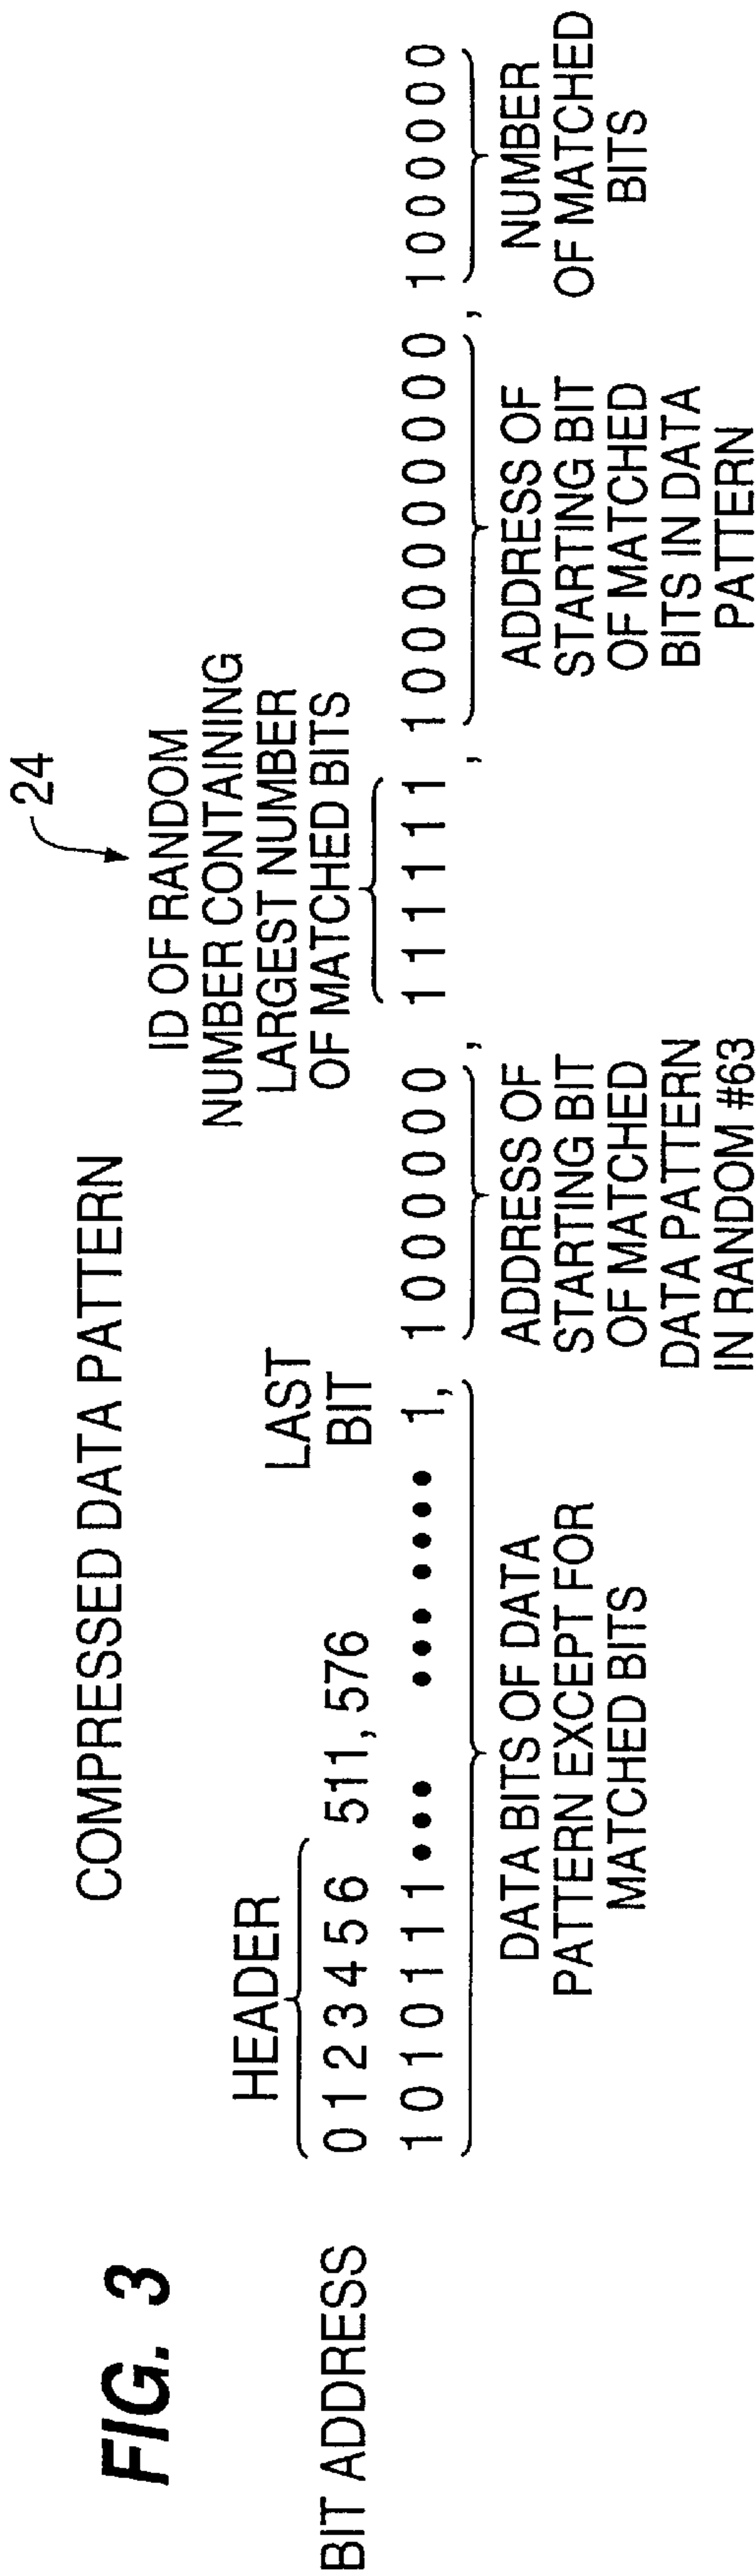 FIG. 3
COMPRESSED DATA PATTERN
24
ID OF RANDOM
NUMBER CONTAINING
LARGEST NUMBER
OF MATCHED BITS
HEADER
LAST
BIT
BIT ADDRESS 0 1 2 3 4 5 6 511, 576
1 0 1 0 1 1 1 ••• ••• •••• 1, 1 0 0 0 0 0 0, 1 1 1 1 1 1 1, 1 0 0 0 0 0 0 0 0 0, 1 0 0 0 0 0 0
DATA BITS OF DATA
PATTERN EXCEPT FOR
MATCHED BITS
ADDRESS OF
STARTING BIT
OF MATCHED
DATA PATTERN
IN RANDOM #63
ADDRESS OF
STARTING BIT
OF MATCHED
BITS IN DATA
PATTERN
NUMBER
OF MATCHED
BITS